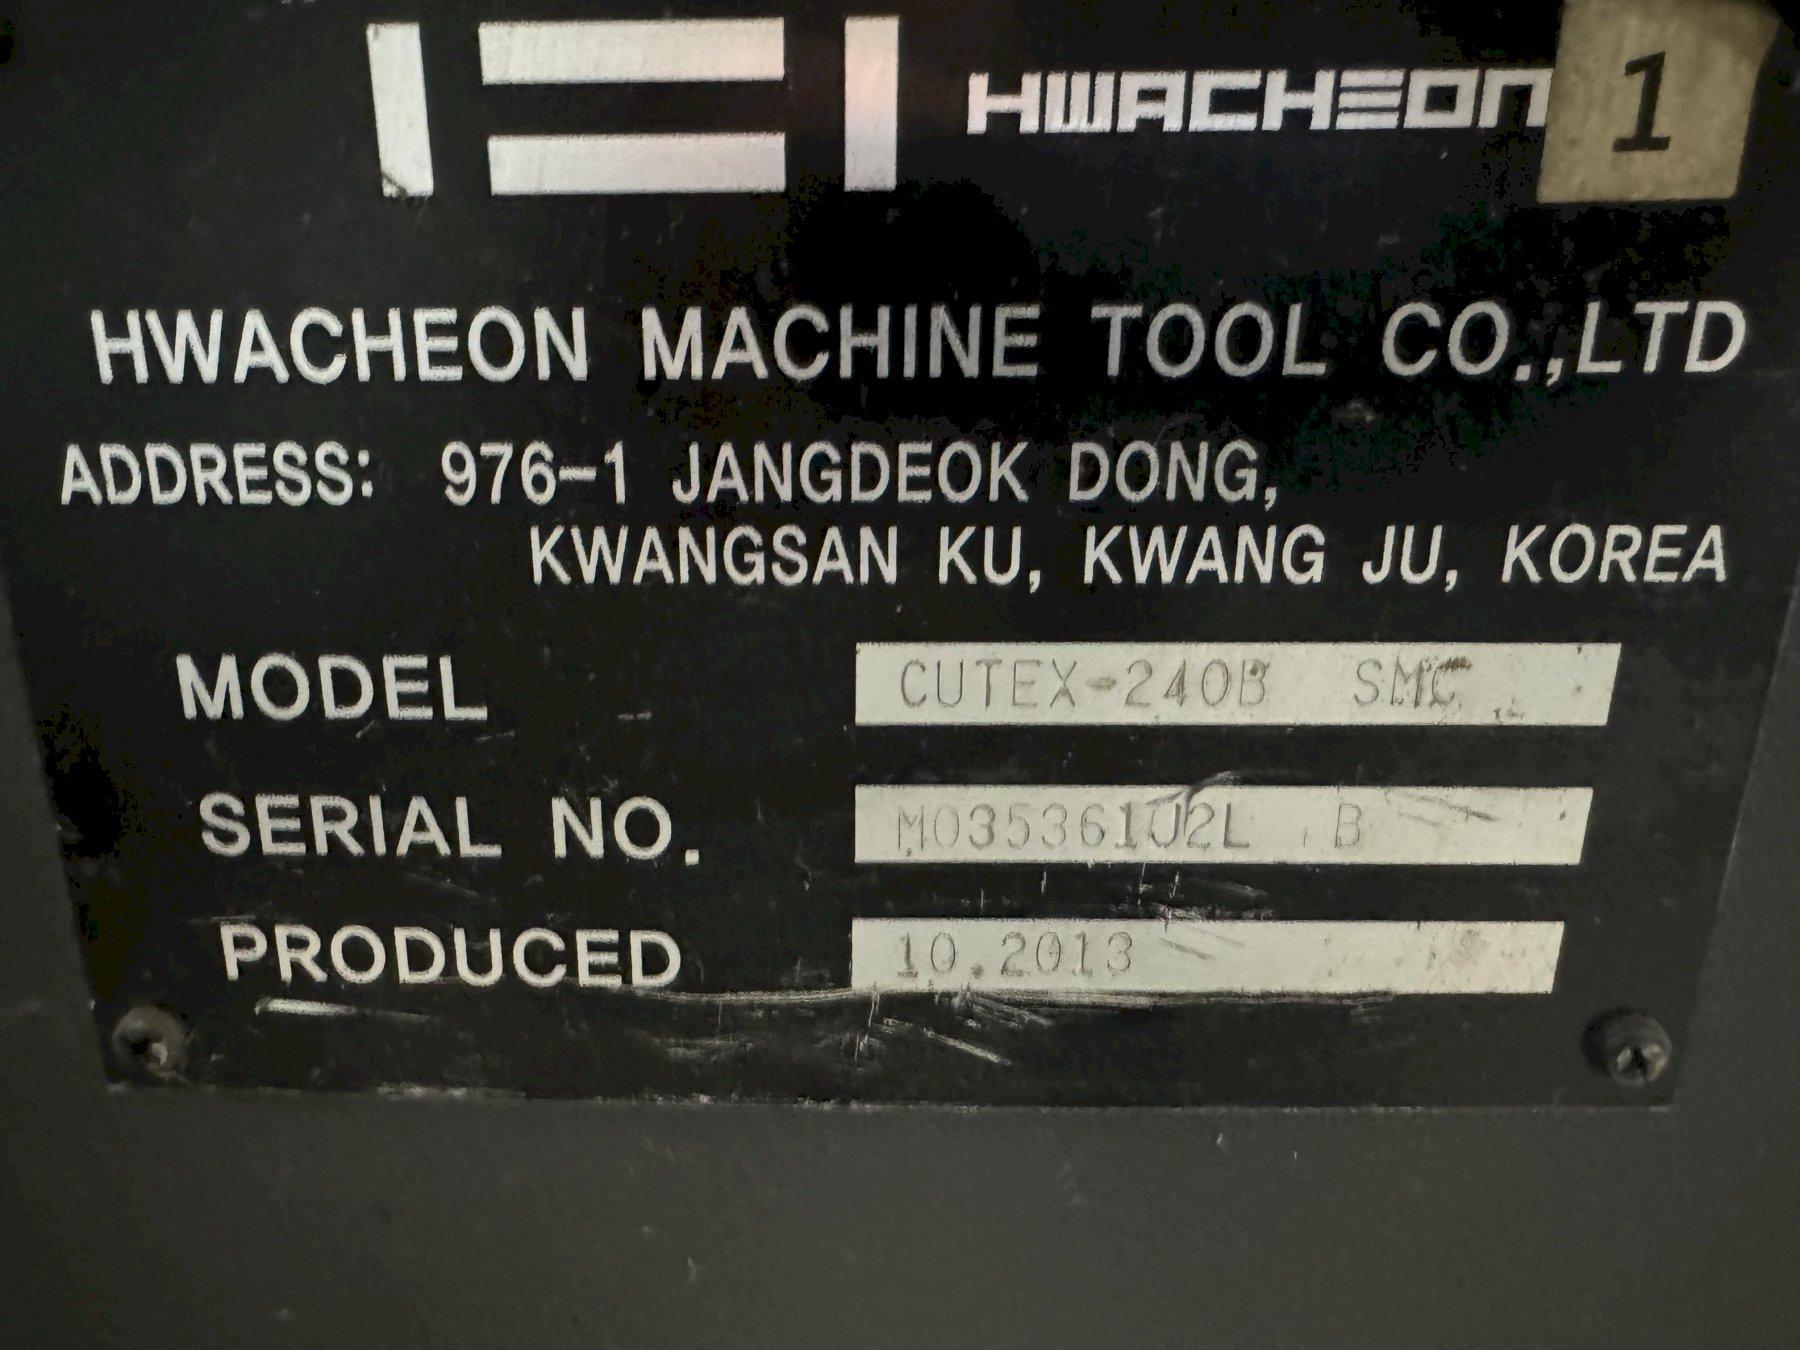 HWACHEON 1
HWACHEON MACHINE TOOL CO.,LTD
ADDRESS: 976-1 JANGDEOK DONG,
KWANGSAN KU, KWANG JU, KOREA
MODEL CUTEX-240B SMC
SERIAL NO. M035361J2L B
PRODUCED 10.2013